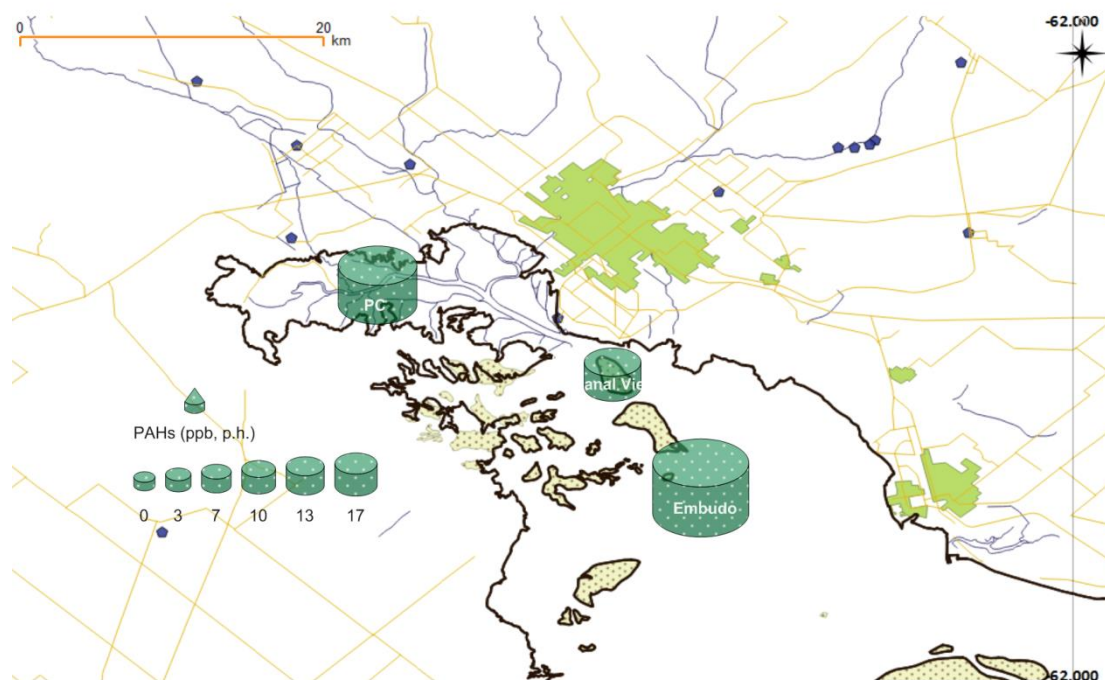 0 20
km
-62.000
PC
anal Vie
PAHs (ppb, p.h.)
Embudo
0 3 7 10 13 17
-62.000